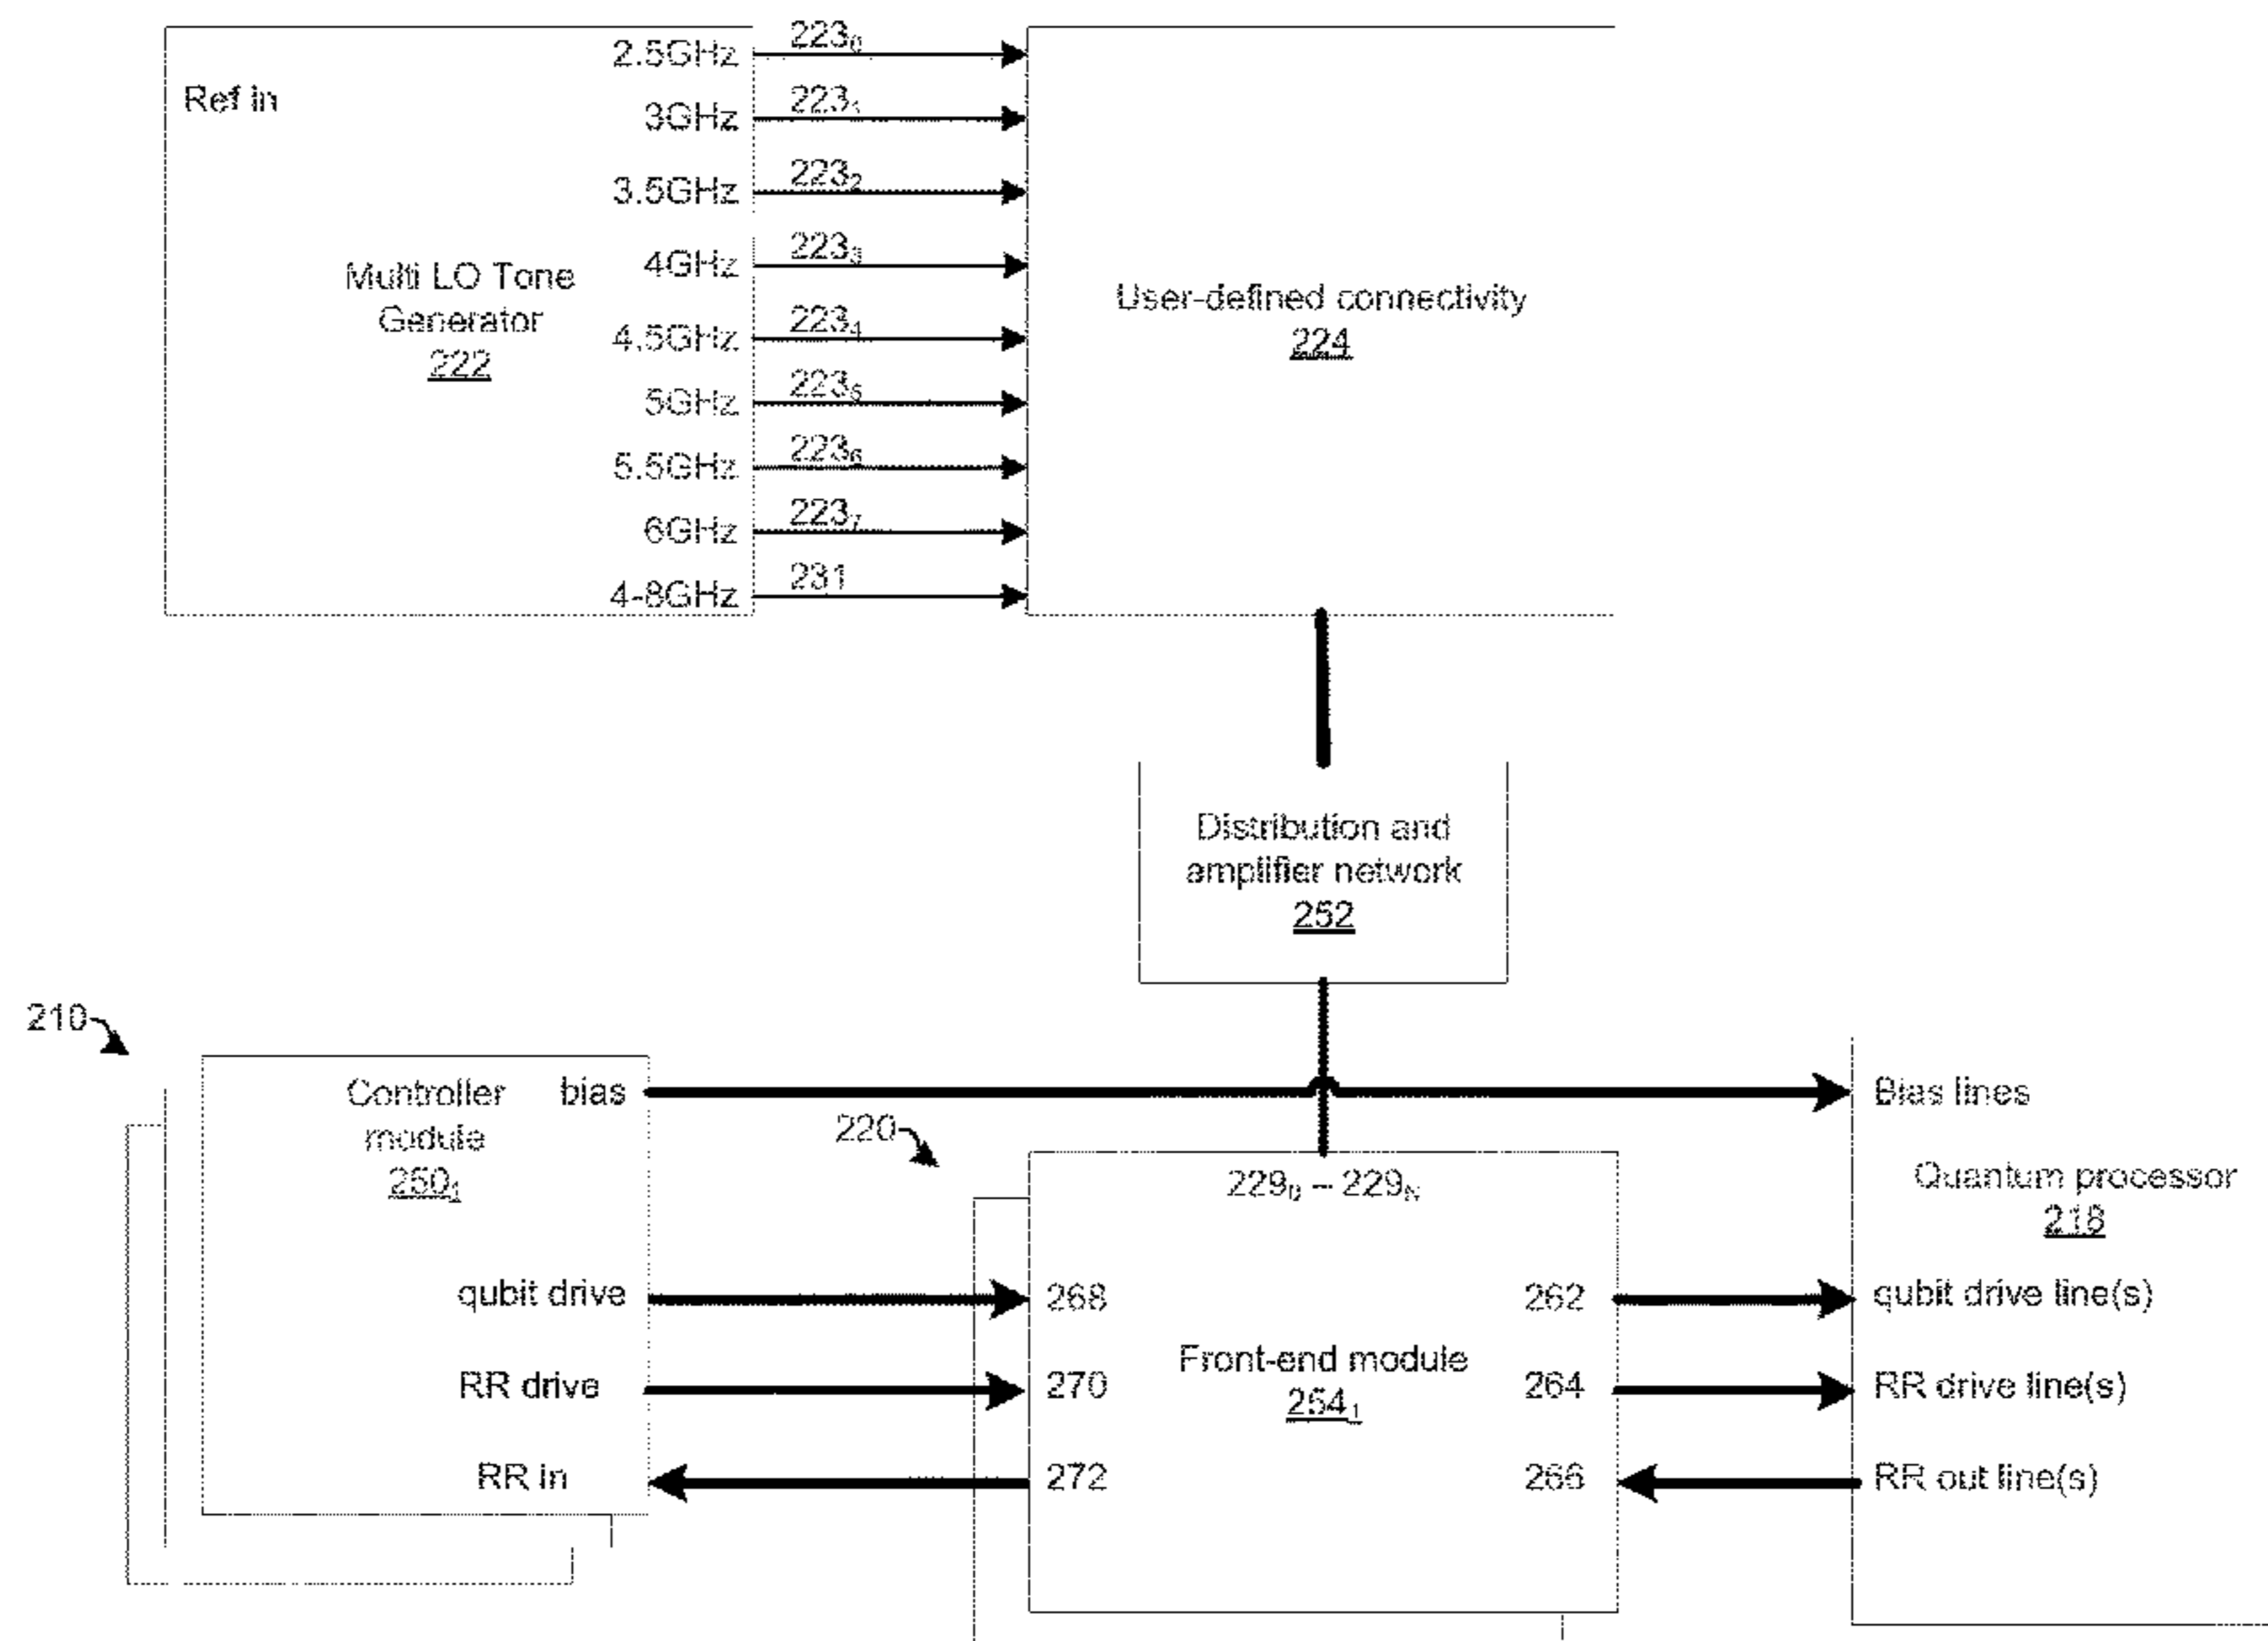 2.5GHz 223₀
Ref in
3GHz 223₁
3.5GHz 223₂
4GHz 223₃
Multi LO Tone
Generator
222
4.5GHz 223₄
5GHz 223₅
5.5GHz 223₆
6GHz 223₇
4-8GHz 231
User-defined connectivity
224
Distribution and
amplifier network
252
210
Controller
module
250₁
bias
qubit drive
RR drive
RR in
220
229₀ – 229ₙ
268
270
272
Front-end module
254₁
262
264
266
Bias lines
Quantum processor
218
qubit drive line(s)
RR drive line(s)
RR out line(s)